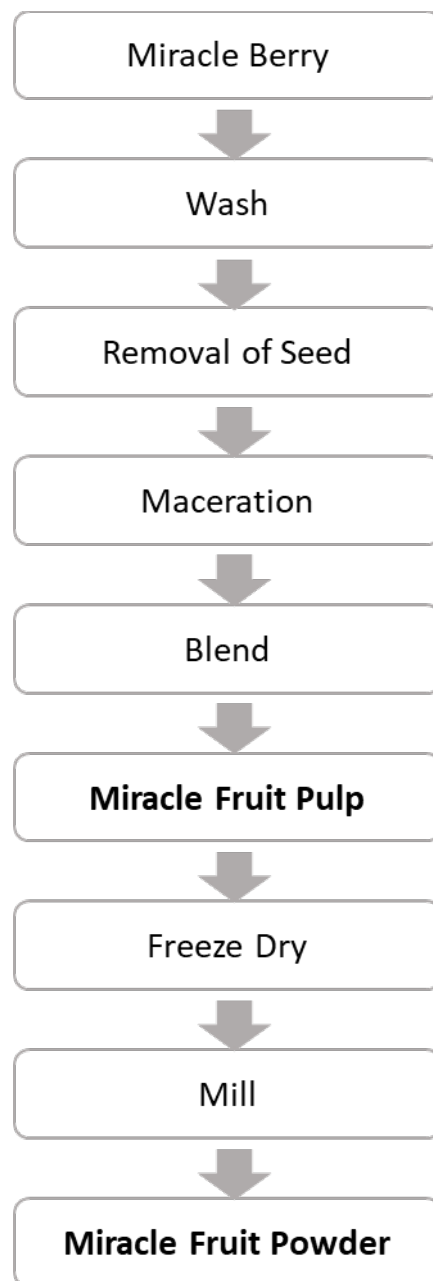 Miracle Berry
Wash
Removal of Seed
Maceration
Blend
Miracle Fruit Pulp
Freeze Dry
Mill
Miracle Fruit Powder